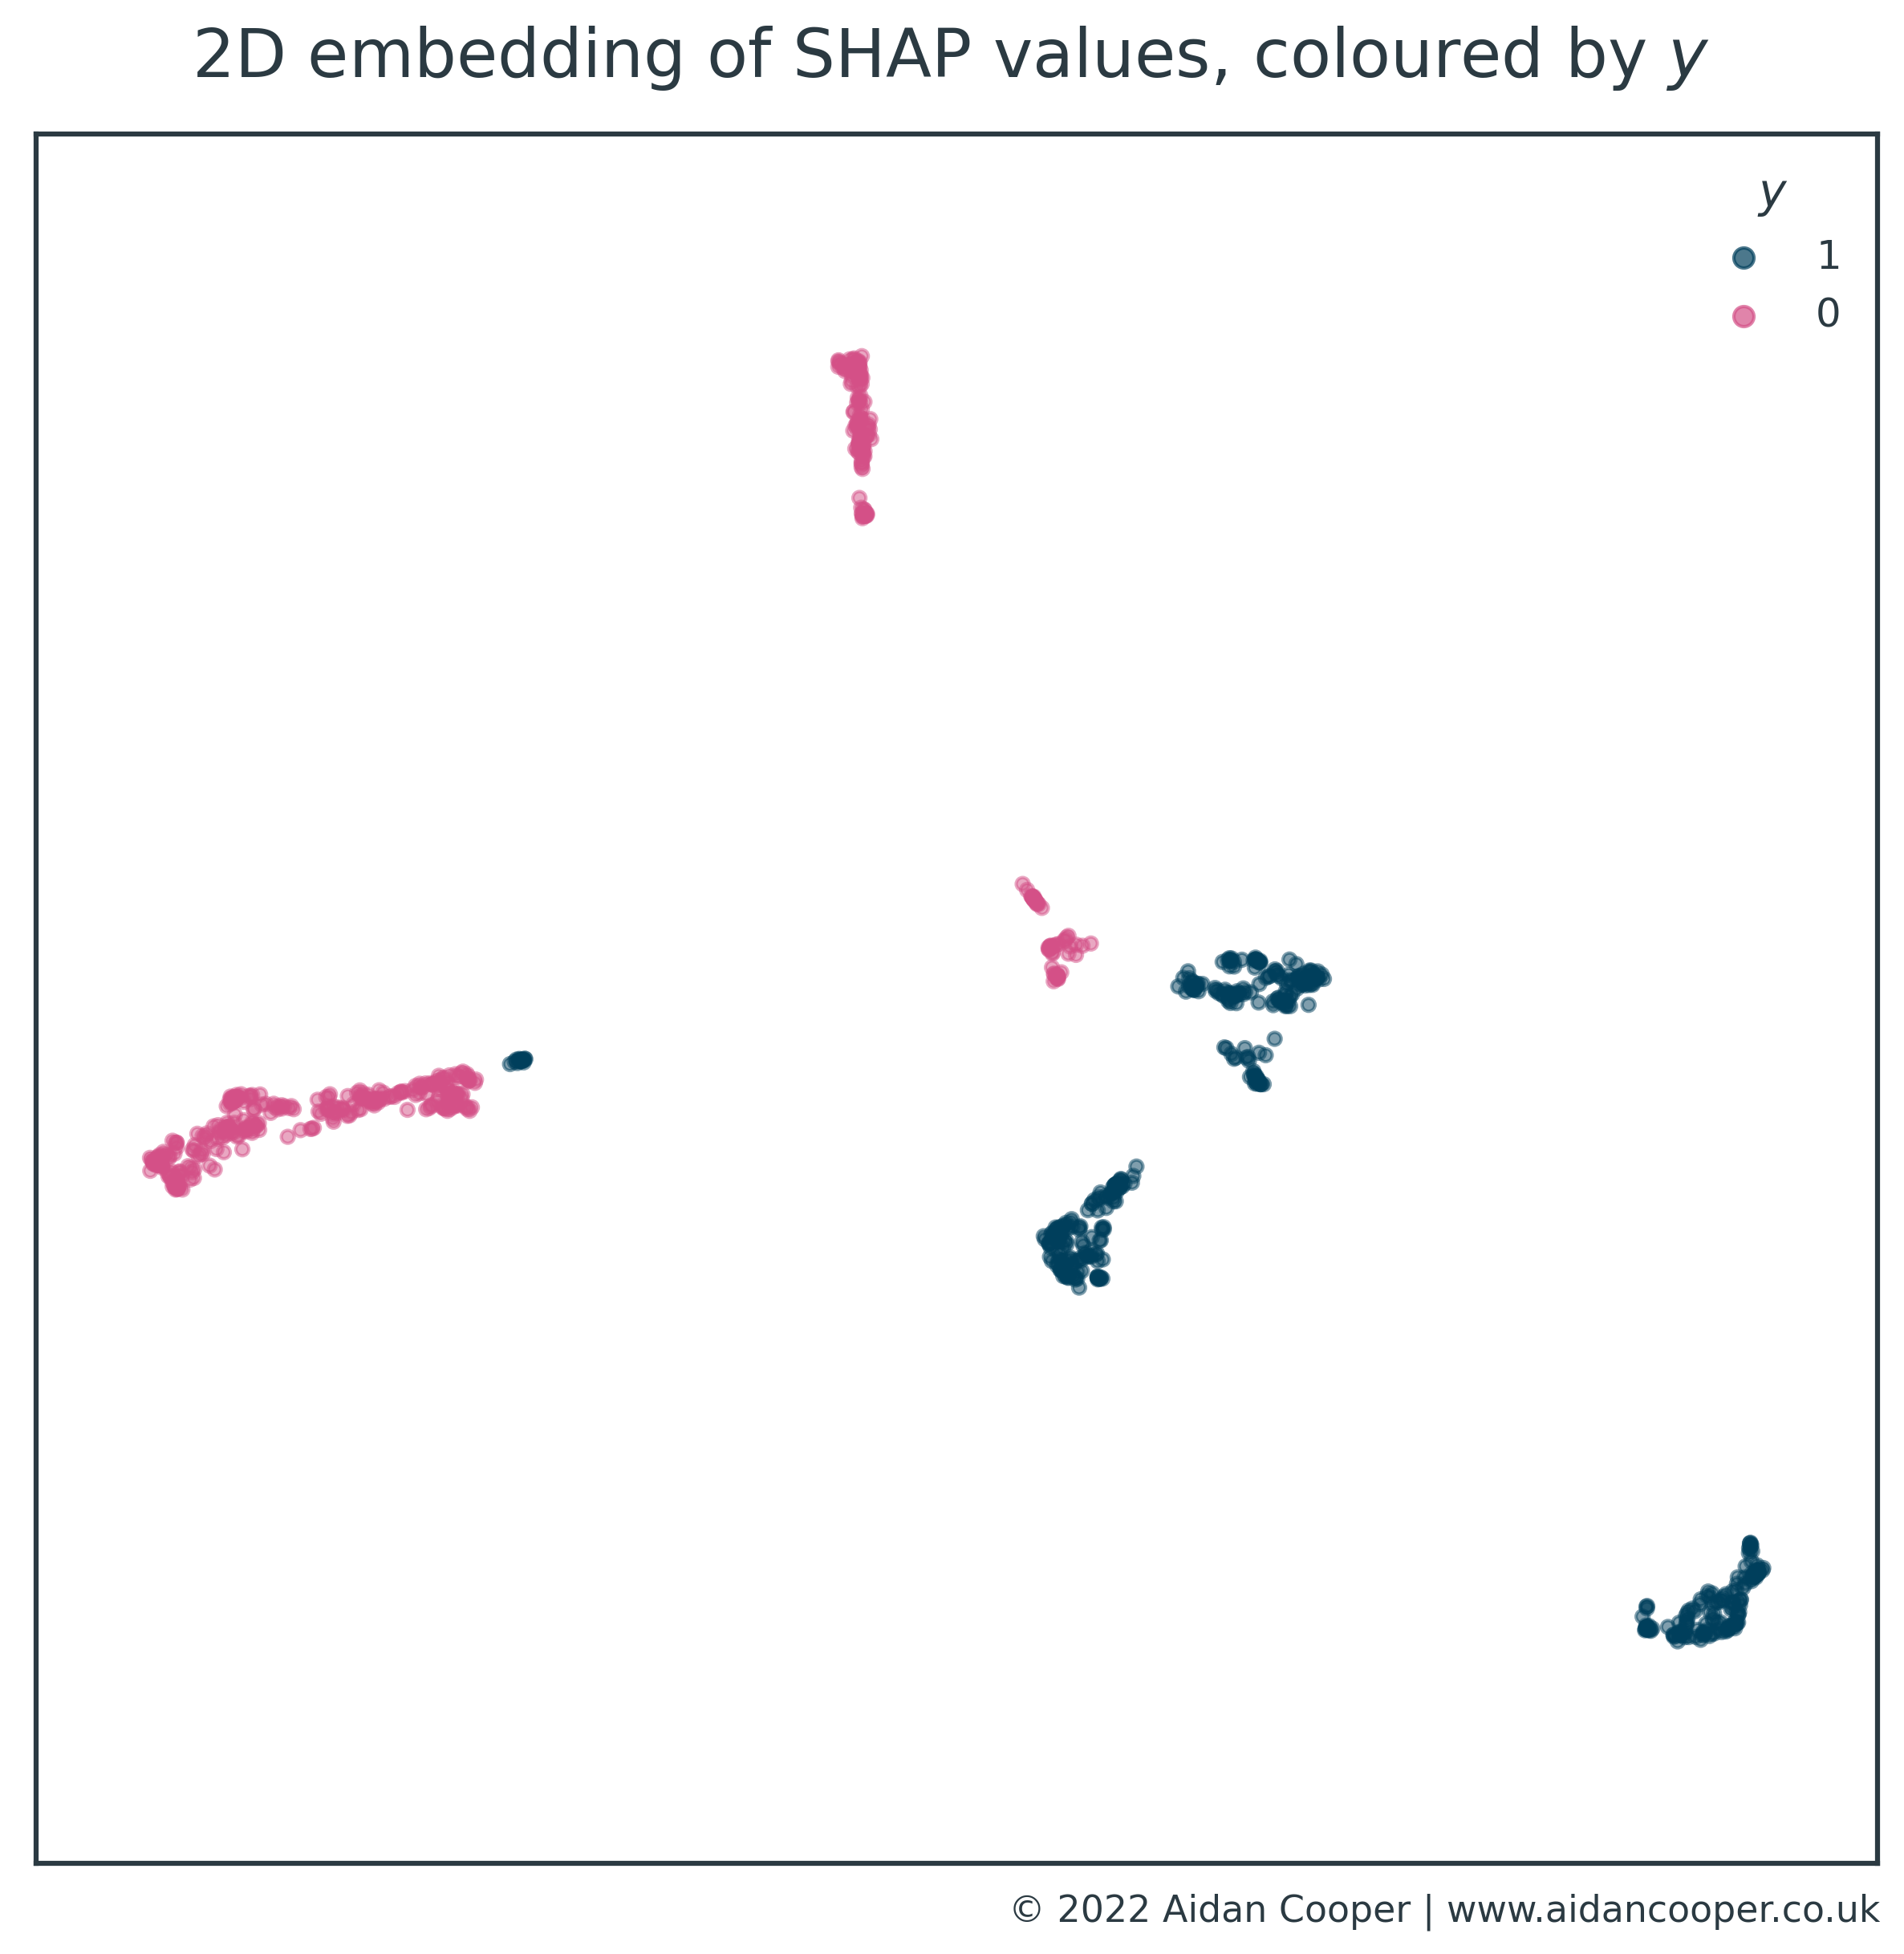 2D embedding of SHAP values, coloured by y
y
1
0
© 2022 Aidan Cooper | www.aidancooper.co.uk